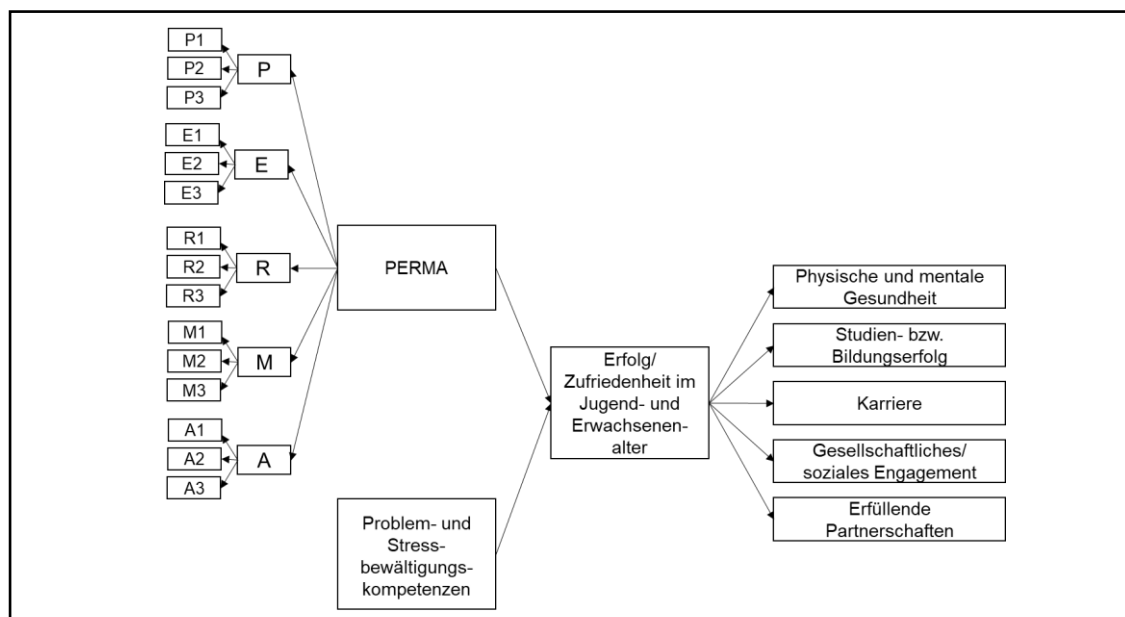 P1
P2
P3
P
E1
E2
E3
E
R1
R2
R3
R
M1
M2
M3
M
A1
A2
A3
A
PERMA
Problem- und
Stress-
bewältigungs-
kompetenzen
Erfolg/
Zufriedenheit im
Jugend- und
Erwachsenen-
alter
Physische und mentale
Gesundheit
Studien- bzw.
Bildungserfolg
Karriere
Gesellschaftliches/
soziales Engagement
Erfüllende
Partnerschaften